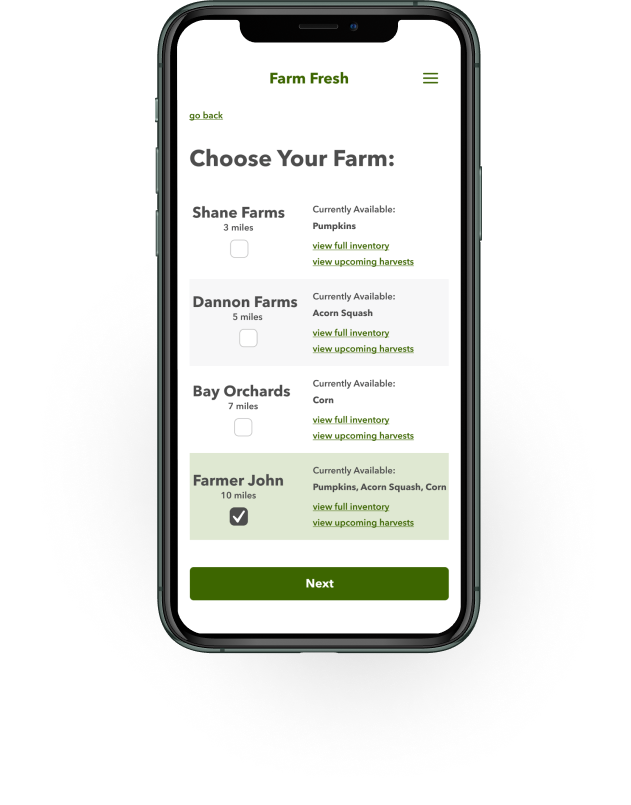 Farm Fresh
go back
Choose Your Farm:
Shane Farms
3 miles
Currently Available:
Pumpkins
view full inventory
view upcoming harvests
Dannon Farms
5 miles
Currently Available:
Acorn Squash
view full inventory
view upcoming harvests
Bay Orchards
7 miles
Currently Available:
Corn
view full inventory
view upcoming harvests
Farmer John
10 miles
Currently Available:
Pumpkins, Acorn Squash, Corn
view full inventory
view upcoming harvests
Next